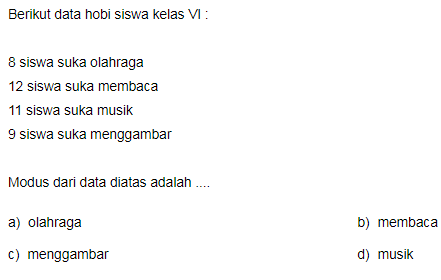 Berikut data hobi siswa kelas VI :
8 siswa suka olahraga
12 siswa suka membaca
11 siswa suka musik
9 siswa suka menggambar
Modus dari data diatas adalah ....
a) olahraga
b) membaca
c) menggambar
d) musik